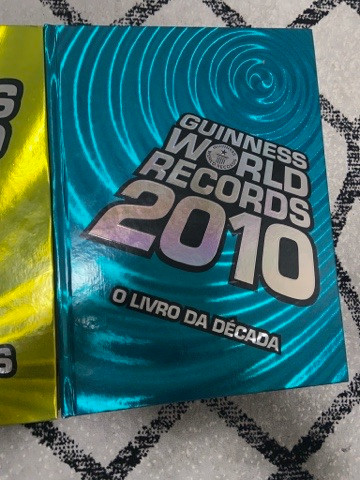 GUINNESS
WORLD
RECORDS
2010
O LIVRO DA DÉCADA
S
S